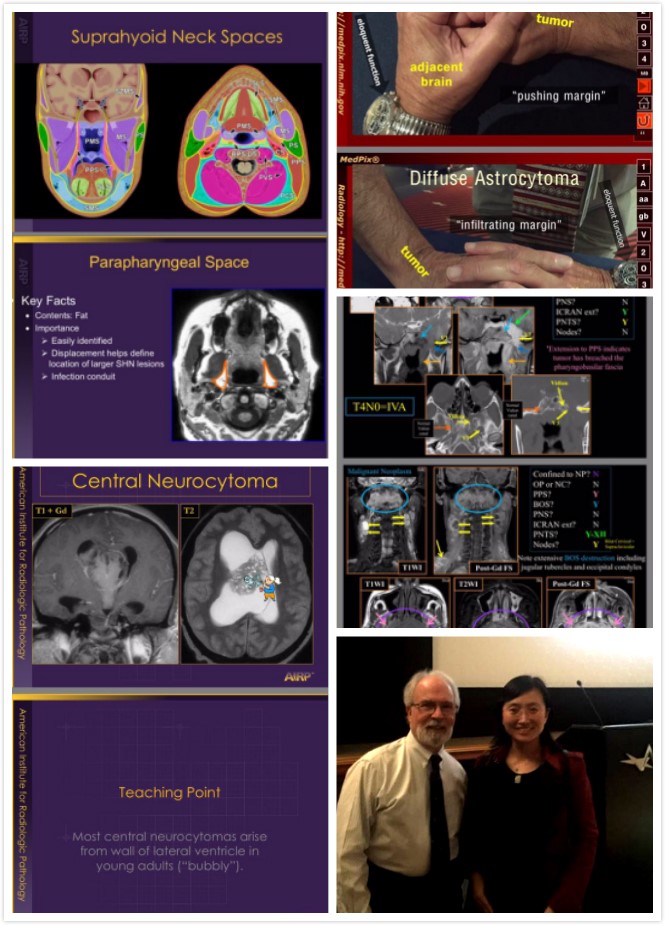 AIRP
Suprahyoid Neck Spaces
PMS
MS
PS
PPS
PVS
AIRP
Parapharyngeal Space
Key Facts
Contents: Fat
Importance
Easily identified
Displacement helps define
location of larger SHN lesions
Infection conduit
American Institute for Radiologic Pathology
Central Neurocytoma
T1 + Gd
T2
AIRP
American Institute for Radiologic Pathology
Teaching Point
Most central neurocytomas arise
from wall of lateral ventricle in
young adults ("bubbly").
://medpix.nlm.nih.gov
eloquent function
tumor
adjacent
brain
"pushing margin"
MedPix®
Radiology - http://med
Diffuse Astrocytoma
"infiltrating margin"
eloquent function
tumor
1
A
aa
gb
V
2
0
3
PNS? N
ICRAN ext? Y
PNTS? Y
Nodes? N
*Extension to PPS indicates
tumor has breached the
pharyngobasilar fascia
Vidian
T4N0=IVA
Malignant Neoplasm
T1WI
Post-Gd FS
Confined to NP? N
OP or NC? N
PPS? Y
BOS? Y
PNS? N
ICRAN ext? N
PNTS? Y-XII
Nodes? Y
Note extensive BOS destruction including
jugular tubercles and occipital condyles
T1WI
T2WI
Post-Gd FS